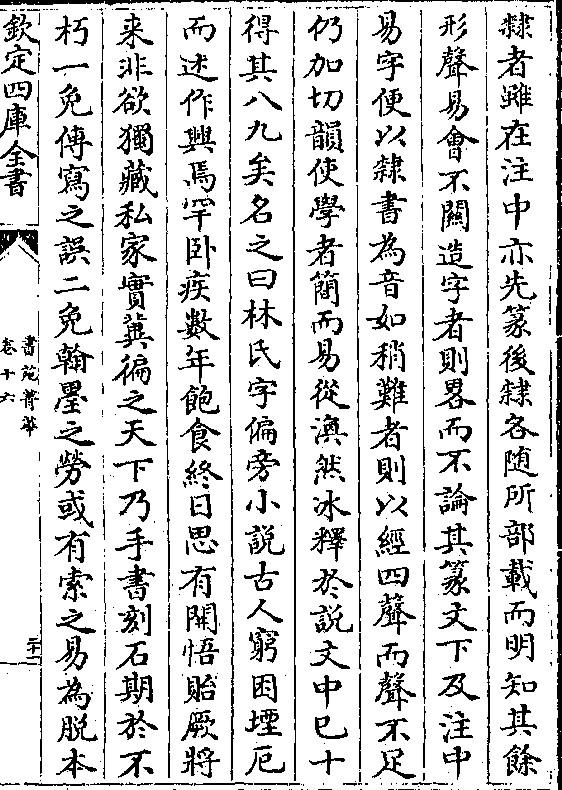 隸者雖在注中亦先篆後隸各随所部載而明知其餘
形聲易會不闗造字者則畧而不論其篆文下及注中
易字便以隸書為音如稍難者則以經四聲而聲不足
仍加切韻使學者簡而易從渙然冰釋於說文中已十
得其八九矣名之曰林氏字偏旁小說古人窮困堙厄
而述作興焉罕卧疾數年飽食終日思有開悟貽厥將
来非欲獨藏私家實冀徧之天下乃手書刻石期於不
朽一免傳寫之誤二免翰墨之勞或有索之易為脱本
欽定四庫全書
書苑菁華
卷十六